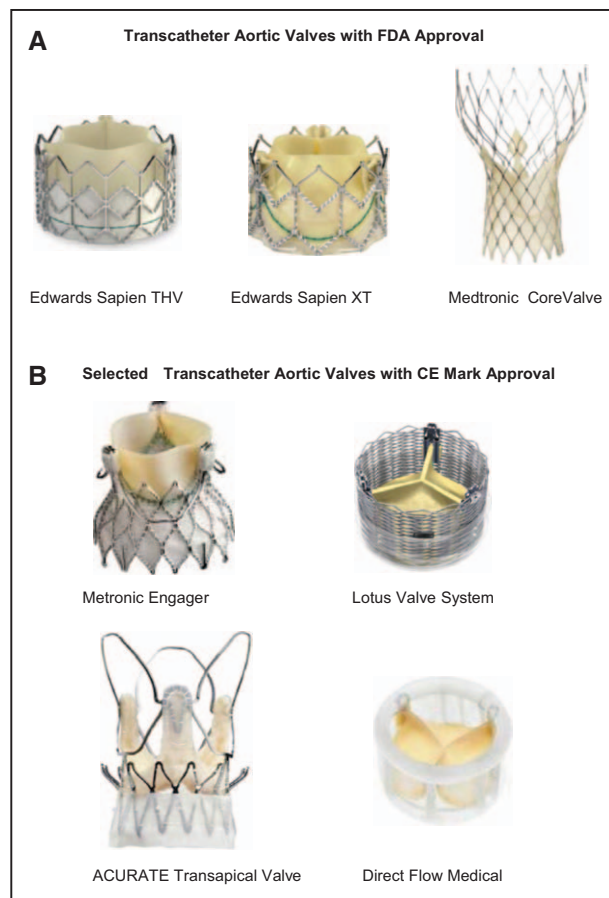 A Transcatheter Aortic Valves with FDA Approval
Edwards Sapien THV Edwards Sapien XT Medtronic CoreValve
B Selected Transcatheter Aortic Valves with CE Mark Approval
Metronic Engager Lotus Valve System
ACURATE Transapical Valve Direct Flow Medical